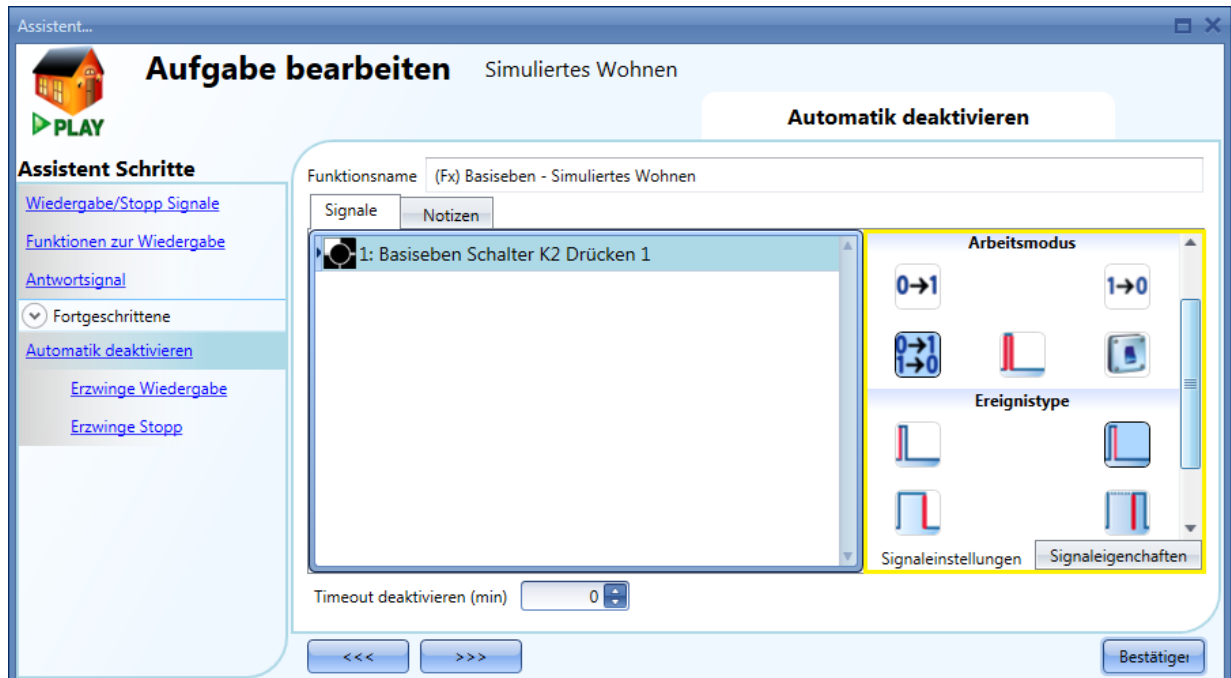 Assistent...
Aufgabe bearbeiten Simuliertes Wohnen
PLAY
Automatik deaktivieren
Assistent Schritte
Wiedergabe/Stopp Signale
Funktionen zur Wiedergabe
Antwortsignal
Fortgeschrittene
Automatik deaktivieren
Erzwinge Wiedergabe
Erzwinge Stopp
Funktionsname (Fx) Basiseben - Simuliertes Wohnen
Signale Notizen
1: Basiseben Schalter K2 Drücken 1
Arbeitsmodus
0→1 1→0
0→1
1→0
Ereignistype
Signaleinstellungen Signaleigenchaften
Timeout deaktivieren (min) 0
<<< >>> Bestätiger